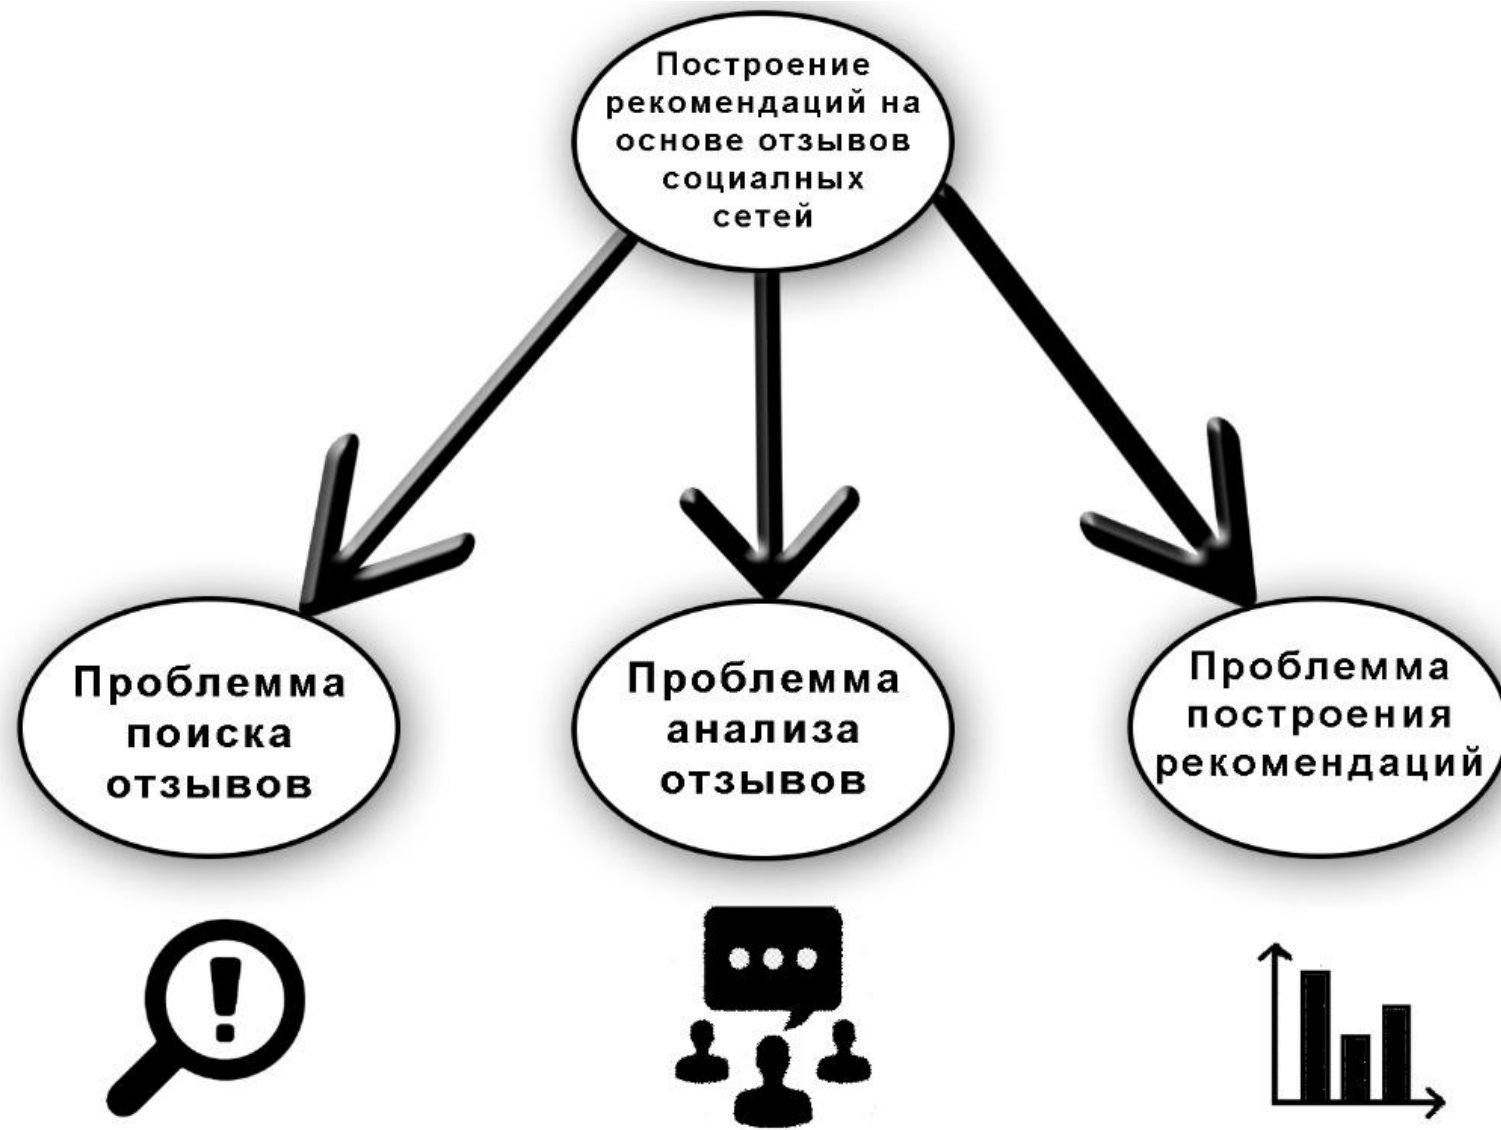 Построение
рекомендаций на
основе отзывов
социалных
сетей
Проблемма
поиска
отзывов
Проблемма
анализа
отзывов
Проблемма
построения
рекомендаций